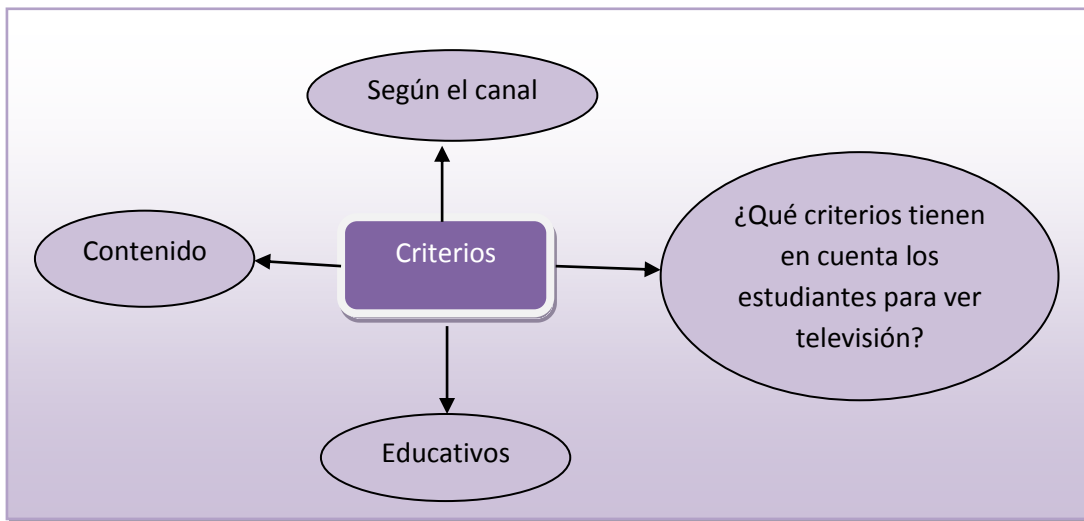 Según el canal
Contenido
Criterios
¿Qué criterios tienen
en cuenta los
estudiantes para ver
televisión?
Educativos